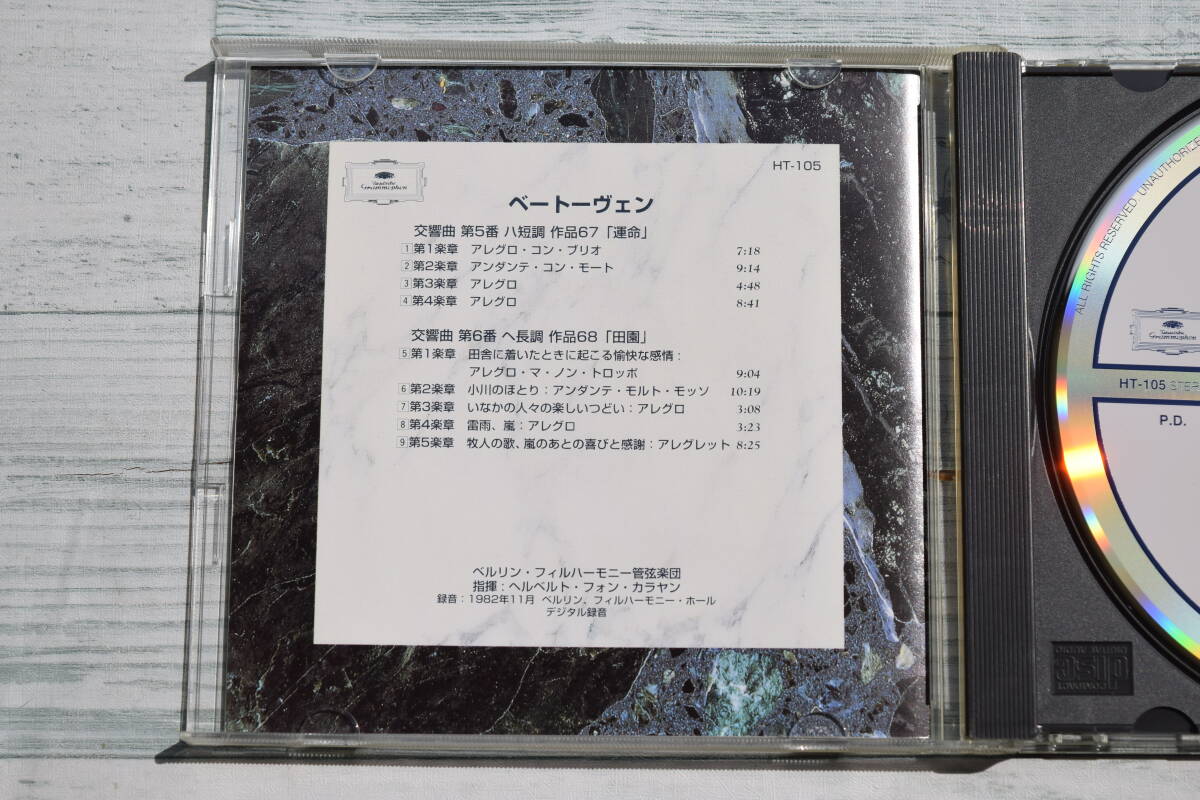 Deutsche
Grammophon
HT-105
ベートーヴェン
交響曲 第5番 ハ短調 作品67「運命」
1 第1楽章 アレグロ・コン・ブリオ 7:18
2 第2楽章 アンダンテ・コン・モート 9:14
3 第3楽章 アレグロ 4:48
4 第4楽章 アレグロ 8:41
交響曲 第6番 ヘ長調 作品68「田園」
5 第1楽章 田舎に着いたときに起こる愉快な感情:
アレグロ・マ・ノン・トロッポ 9:04
6 第2楽章 小川のほとり:アンダンテ・モルト・モッソ 10:19
7 第3楽章 いなかの人々の楽しいつどい:アレグロ 3:08
8 第4楽章 雷雨、嵐:アレグロ 3:23
9 第5楽章 牧人の歌、嵐のあとの喜びと感謝:アレグレット 8:25
ベルリン・フィルハーモニー管弦楽団
指揮:ヘルベルト・フォン・カラヤン
録音:1982年11月 ベルリン、フィルハーモニー・ホール
デジタル録音
ALL RIGHTS RESERVED. UNAUTHORIZE
Deutsche
Grammophon
HT-105 STER
P.D.
COMPACT
disc
DIGITAL AUDIO